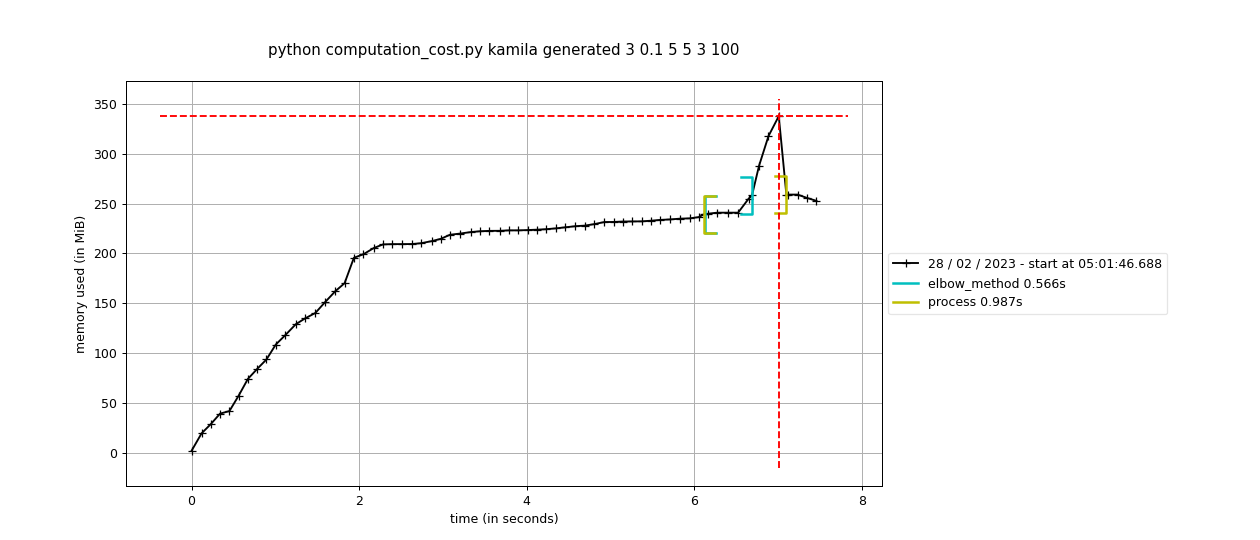 python computation_cost.py kamila generated 3 0.1 5 5 3 100
memory used (in MiB)
350
300
250
200
150
100
50
0
0 2 4 6 8
time (in seconds)
28 / 02 / 2023 - start at 05:01:46.688
elbow_method 0.566s
process 0.987s